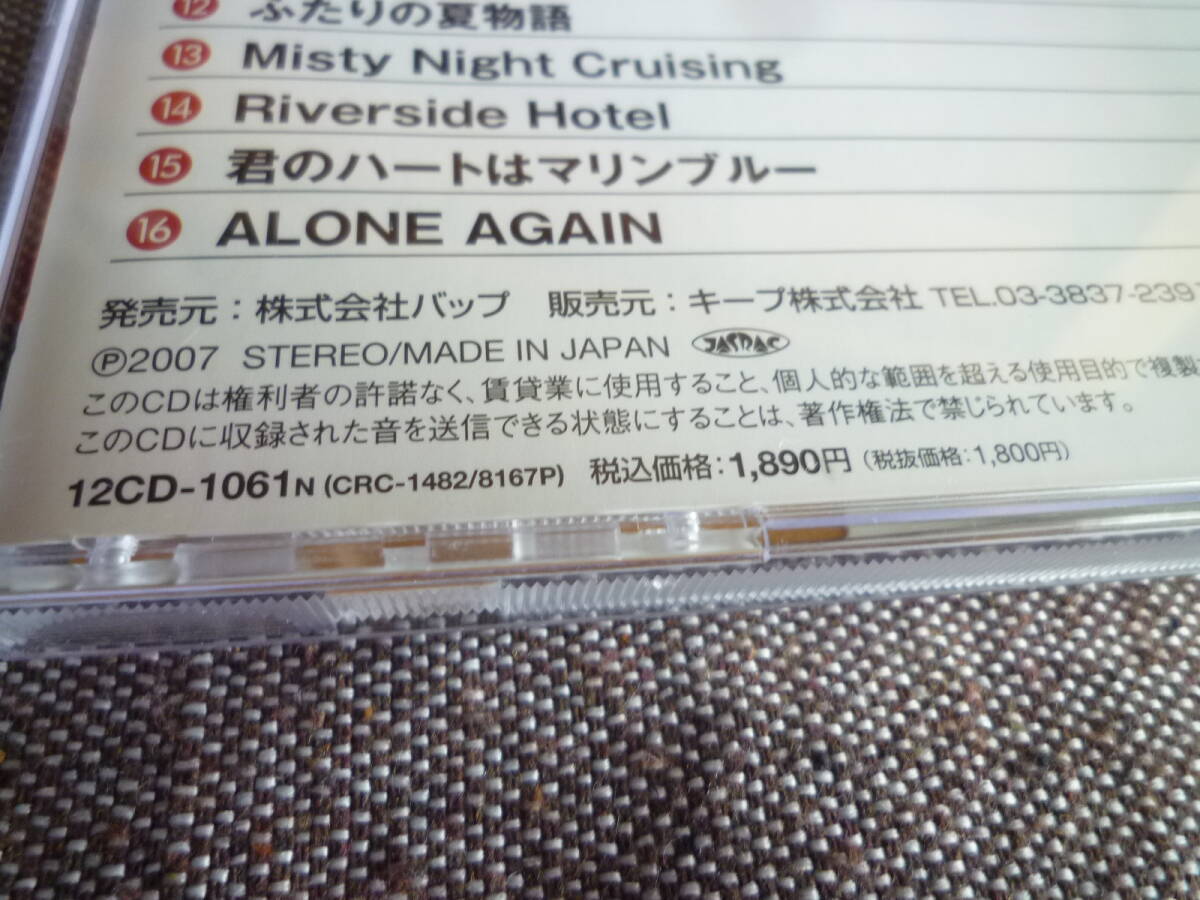 12 ふたりの夏物語
13 Misty Night Cruising
14 Riverside Hotel
15 君のハートはマリンブルー
16 ALONE AGAIN
発売元：株式会社バップ 販売元：キープ株式会社 TEL.03-3837-239
Ⓟ2007 STEREO/MADE IN JAPAN JASRAC
このCDは権利者の許諾なく、賃貸業に使用すること、個人的な範囲を超える使用目的で複製
このCDに収録された音を送信できる状態にすることは、著作権法で禁じられています。
12CD-1061N (CRC-1482/8167P) 税込価格：1,890円（税抜価格：1,800円）